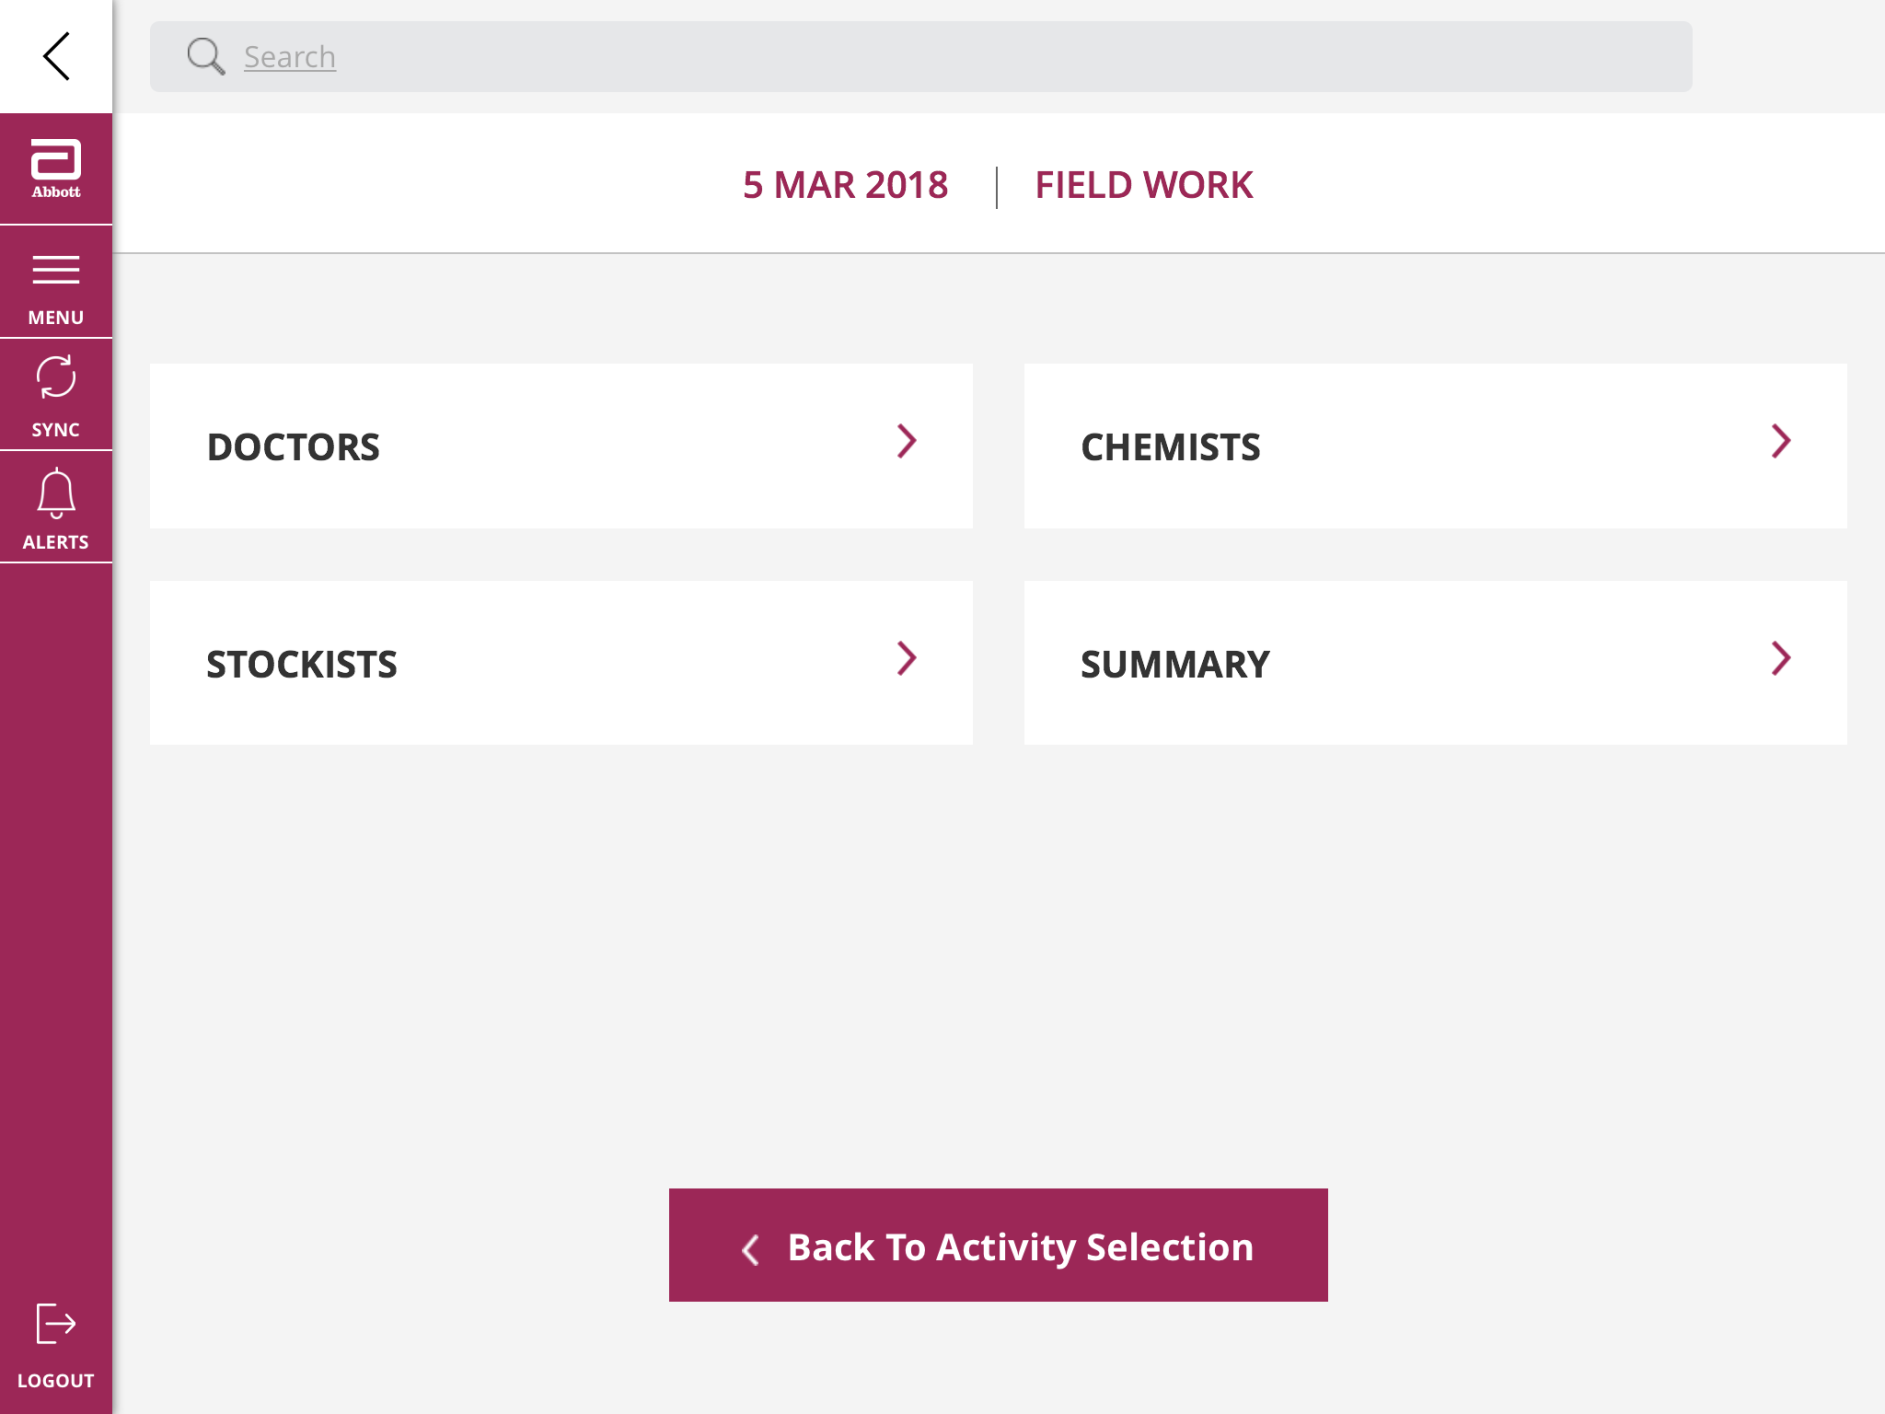 Search
Abbott
5 MAR 2018 | FIELD WORK
MENU
SYNC
ALERTS
DOCTORS
CHEMISTS
STOCKISTS
SUMMARY
Back To Activity Selection
LOGOUT